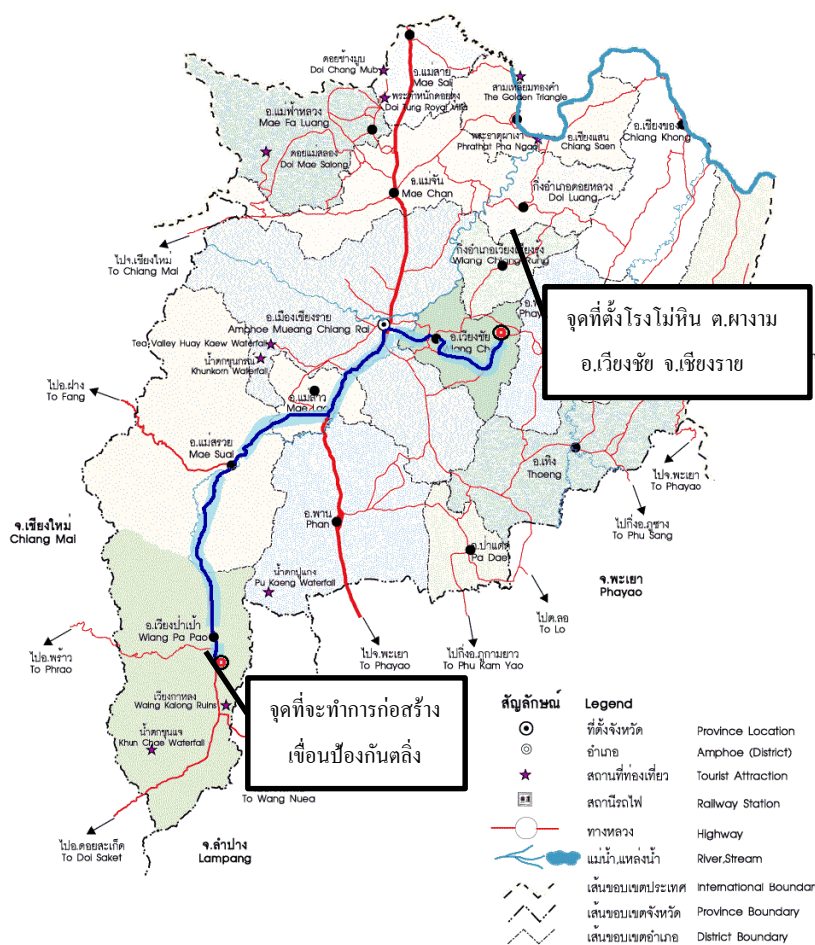 ดอยช้างมูบ
Doi Chang Mub
อ.แม่สาย
Mae Sai
สามเหลี่ยมทองคำ
The Golden Triangle
พระตำหนักดอยตุง
Doi Tung Royal Villa
อ.แม่ฟ้าหลวง
Mae Fa Luang
อ.เชียงของ
Chiang Khong
พระธาตุผาเงา
Phrathat Pha Ngao
อ.เชียงแสน
Chiang Saen
ดอยแม่สลอง
Doi Mae Salong
อ.แม่จัน
Mae Chan
กิ่งอำเภอดอยหลวง
Doi Luang
ไปจ.เชียงใหม่
To Chiang Mai
กิ่งอำเภอเวียงเชียงรุ้ง
Wiang Chiang Rung
จุดที่ตั้งโรงโม่หิน ต.ผางาม
อ.เวียงชัย จ.เชียงราย
อ.เมืองเชียงราย
Amphoe Mueang Chiang Rai
อ.เวียงชัย
Tea Valley Huay Kaew Waterfall
น้ำตกขุนกรณ์
Khunkorn Waterfall
อ.แม่ลาว
Mae Lao
ไปอ.ฝาง
To Fang
อ.แม่สรวย
Mae Suai
อ.เทิง
Thoeng
ไปจ.พะเยา
To Phayao
อ.พาน
Phan
ไปกิ่งอ.ภูซาง
To Phu Sang
จ.เชียงใหม่
Chiang Mai
อ.ป่าแดด
Pa Daet
น้ำตกปูแกง
Pu Kaeng Waterfall
จ.พะเยา
Phayao
ไปต.ลอ
To Lo
อ.เวียงป่าเป้า
Wiang Pa Pao
ไปอ.พร้าว
To Phrao
ไปจ.พะเยา
To Phayao
ไปกิ่งอ.ภูกามยาว
To Phu Kam Yao
เวียงกาหลง
Waing Kalong Ruins
จุดที่จะทำการก่อสร้าง
เขื่อนป้องกันตลิ่ง
น้ำตกขุนแจ
Khun Chae Waterfall
To Wang Nuea
ไปอ.ดอยสะเก็ด
To Doi Saket
จ.ลำปาง
Lampang
สัญลักษณ์ Legend
ที่ตั้งจังหวัด Province Location
อำเภอ Amphoe (District)
สถานที่ท่องเที่ยว Tourist Attraction
สถานีรถไฟ Railway Station
ทางหลวง Highway
แม่น้ำ,แหล่งน้ำ River,Stream
เส้นขอบเขตประเทศ International Boundar
เส้นขอบเขตจังหวัด Province Boundary
เส้นขอบเขตอำเภอ District Boundary